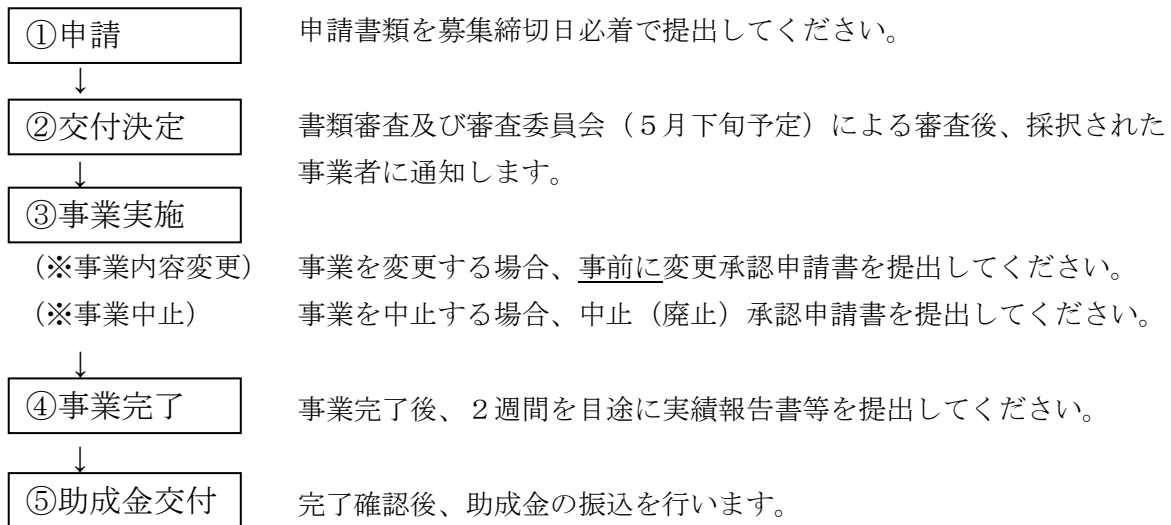 ①申請 申請書類を募集締切日必着で提出してください。
↓
②交付決定 書類審査及び審査委員会(5月下旬予定)による審査後、採択された
事業者に通知します。
↓
③事業実施
(※事業内容変更) 事業を変更する場合、事前に変更承認申請書を提出してください。
(※事業中止) 事業を中止する場合、中止(廃止)承認申請書を提出してください。
↓
④事業完了 事業完了後、2週間を目途に実績報告書等を提出してください。
↓
⑤助成金交付 完了確認後、助成金の振込を行います。